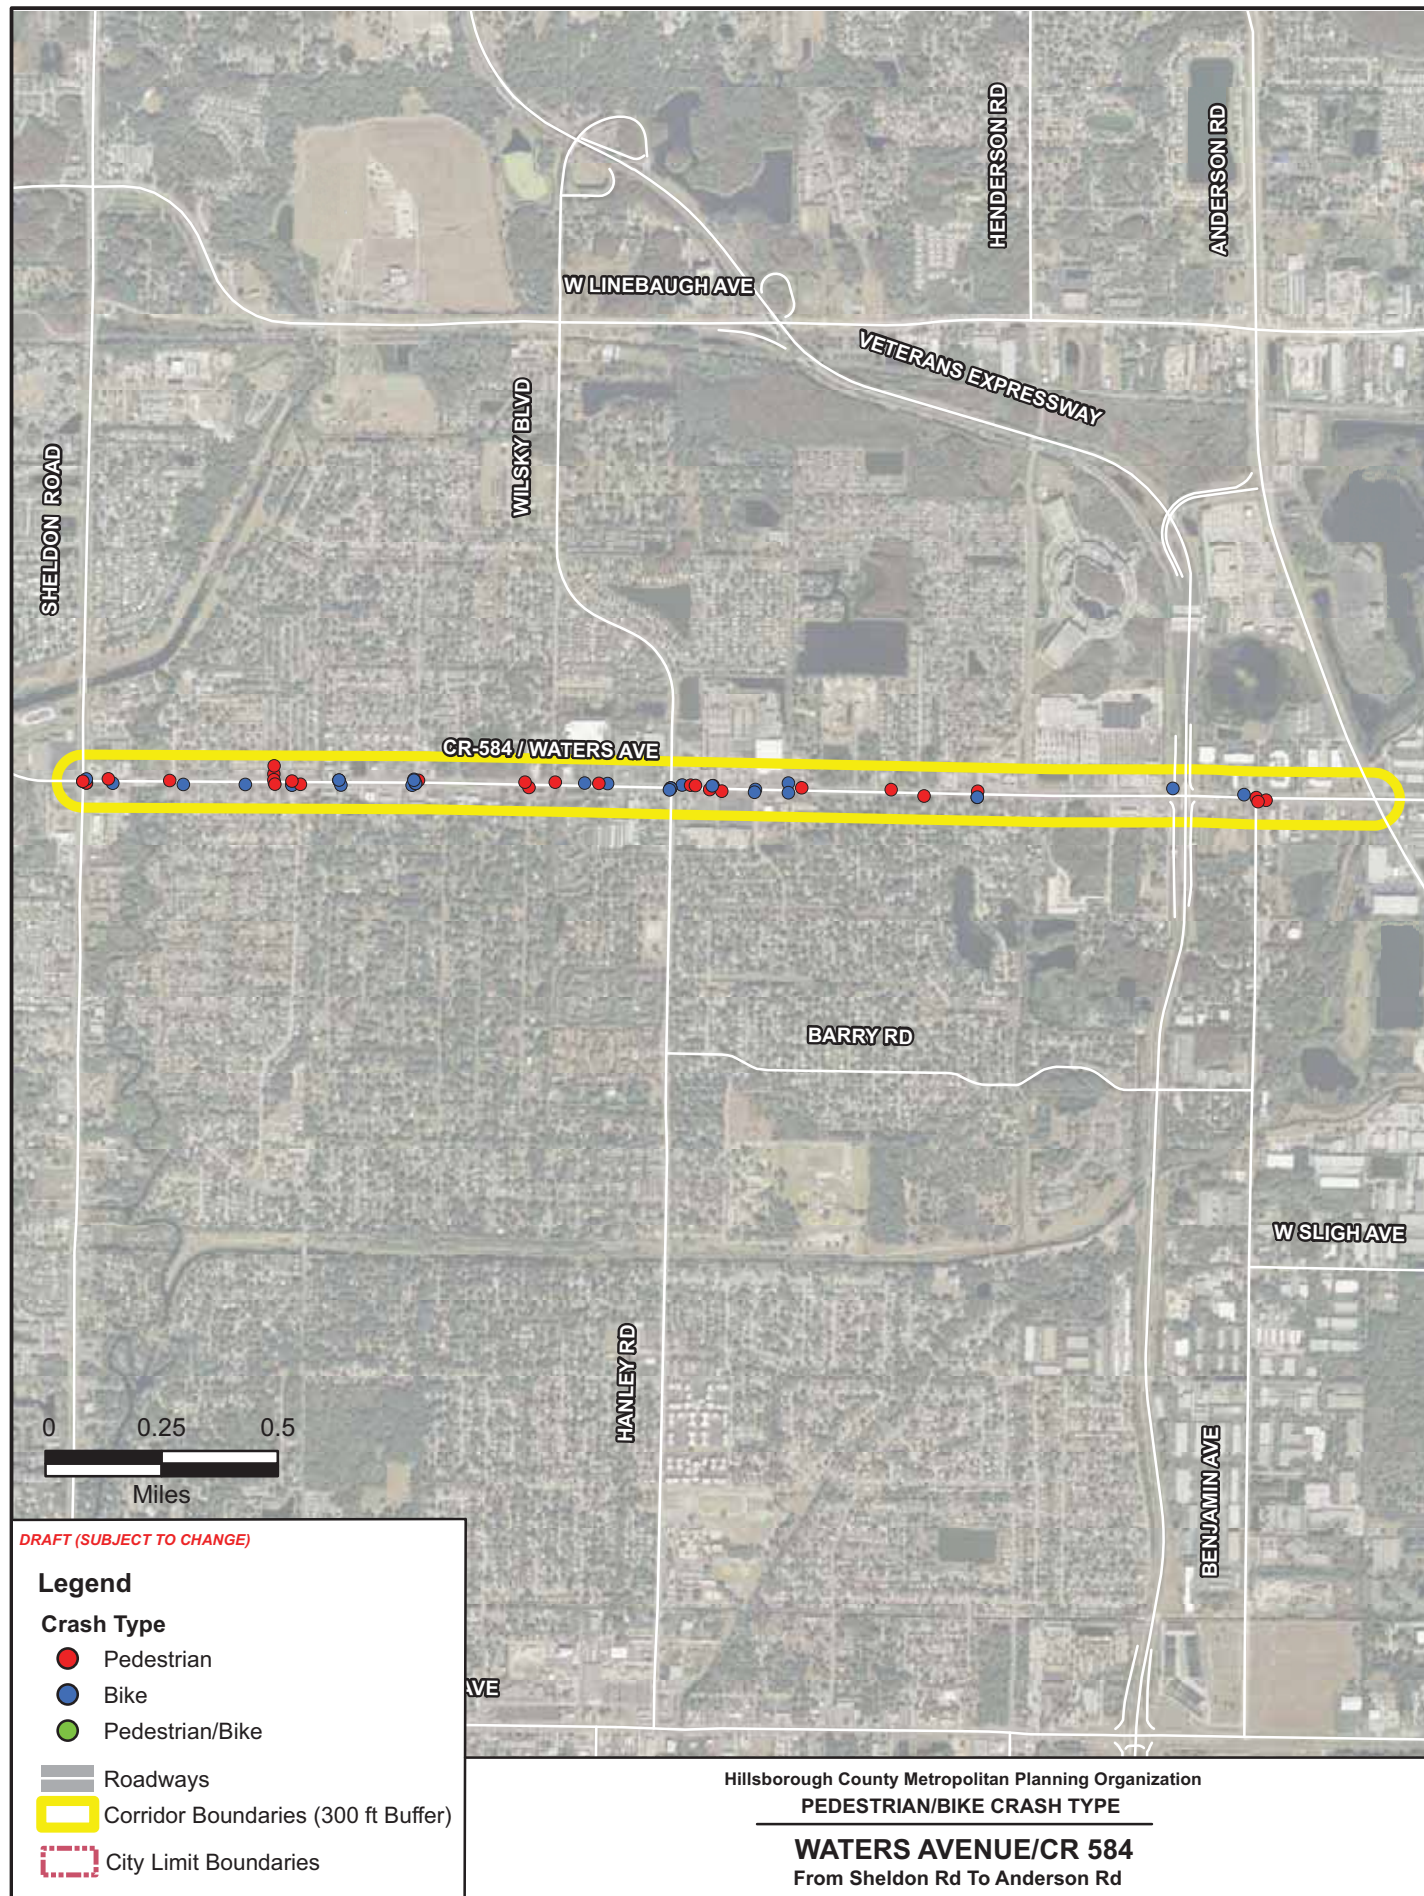 HENDERSON RD
ANDERSON RD
W LINEBAUGH AVE
VETERANS EXPRESSWAY
WILSKY BLVD
SHELDON ROAD
CR-584 / WATERS AVE
BARRY RD
W SLIGH AVE
HANLEY RD
BENJAMIN AVE
AVE
0 0.25 0.5
Miles
DRAFT (SUBJECT TO CHANGE)
Legend
Crash Type
Pedestrian
Bike
Pedestrian/Bike
Roadways
Corridor Boundaries (300 ft Buffer)
City Limit Boundaries
Hillsborough County Metropolitan Planning Organization
PEDESTRIAN/BIKE CRASH TYPE
WATERS AVENUE/CR 584
From Sheldon Rd To Anderson Rd